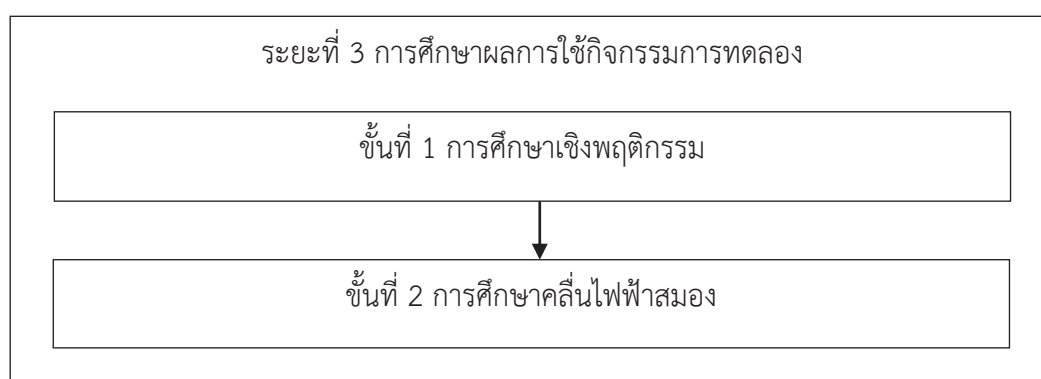 ระยะที่ 3 การศึกษาผลการใช้กิจกรรมการทดลอง
ขั้นที่ 1 การศึกษาเชิงพฤติกรรม
ขั้นที่ 2 การศึกษาคลื่นไฟฟ้าสมอง